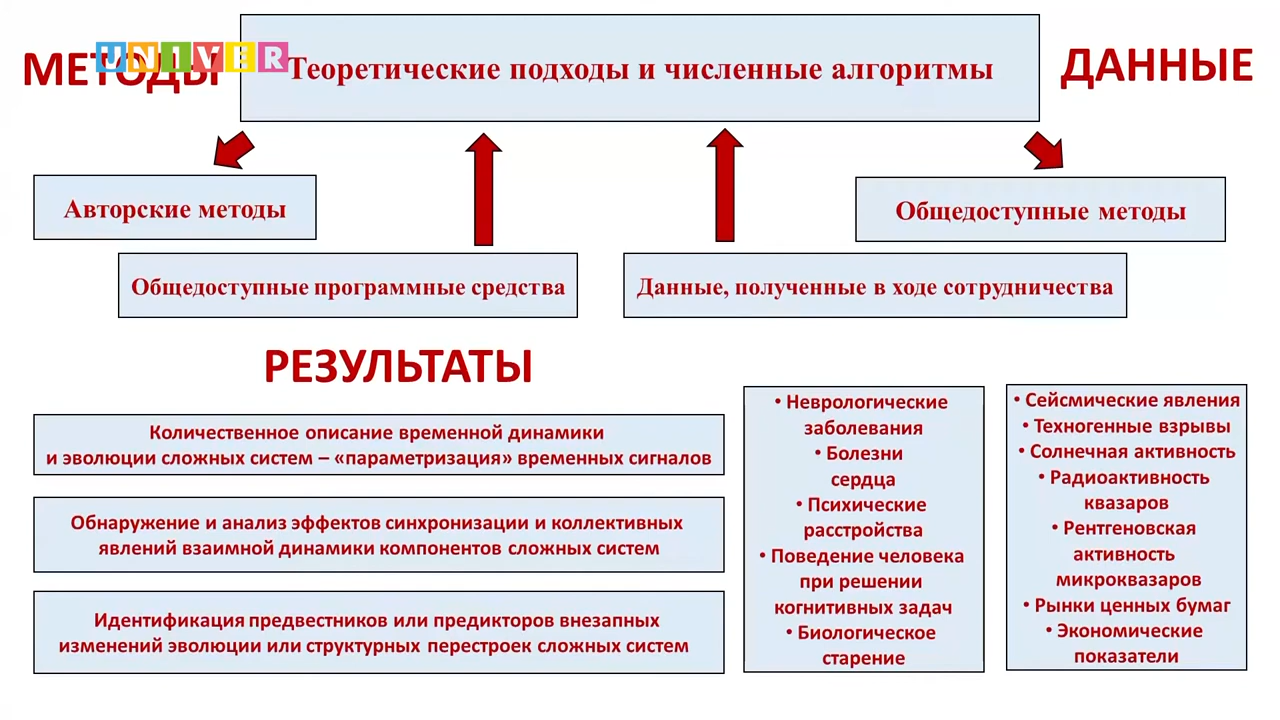 МЕТОДЫ
UNIVER
Теоретические подходы и численные алгоритмы
ДАННЫЕ
Авторские методы
Общедоступные методы
Общедоступные программные средства
Данные, полученные в ходе сотрудничества
РЕЗУЛЬТАТЫ
Количественное описание временной динамики
и эволюции сложных систем – «параметризация» временных сигналов
Обнаружение и анализ эффектов синхронизации и коллективных
явлений взаимной динамики компонентов сложных систем
Идентификация предвестников или предикторов внезапных
изменений эволюции или структурных перестроек сложных систем
• Неврологические
заболевания
• Болезни
сердца
• Психические
расстройства
• Поведение человека
при решении
когнитивных задач
• Биологическое
старение
• Сейсмические явления
• Техногенные взрывы
• Солнечная активность
• Радиоактивность
квазаров
• Рентгеновская
активность
микроквазаров
• Рынки ценных бумаг
• Экономические
показатели